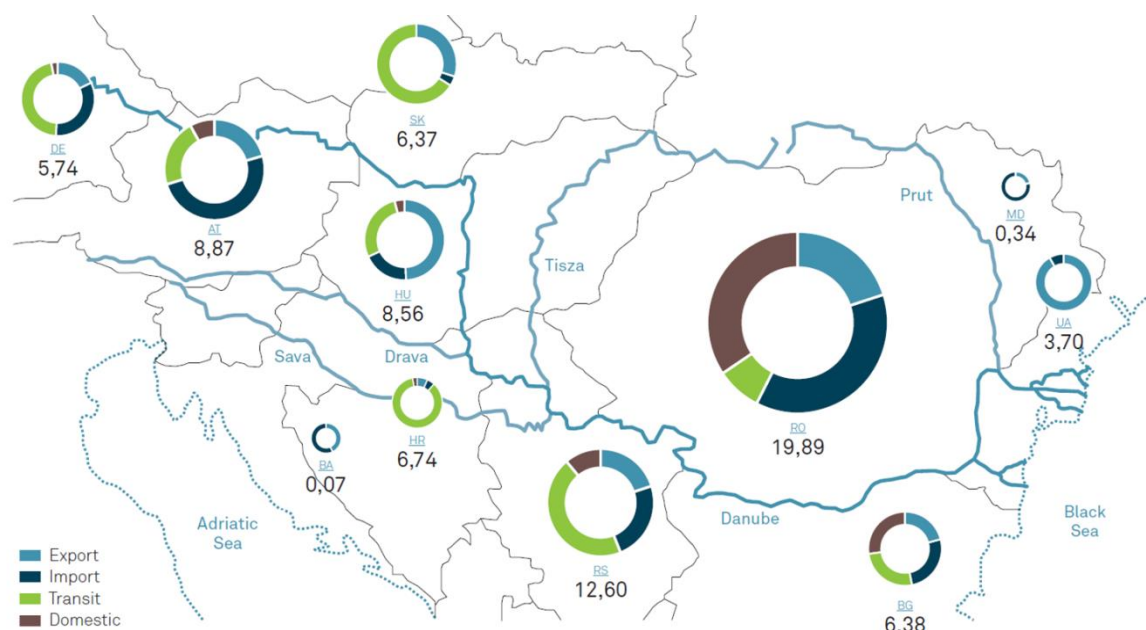 DE
5,74
AT
8,87
SK
6,37
HU
8,56
Tisza
Prut
MD
0,34
UA
3,70
Sava
Drava
BA
0,07
HR
6,74
RO
19,89
RS
12,60
Danube
BG
6,38
Adriatic
Sea
Black
Sea
Export
Import
Transit
Domestic